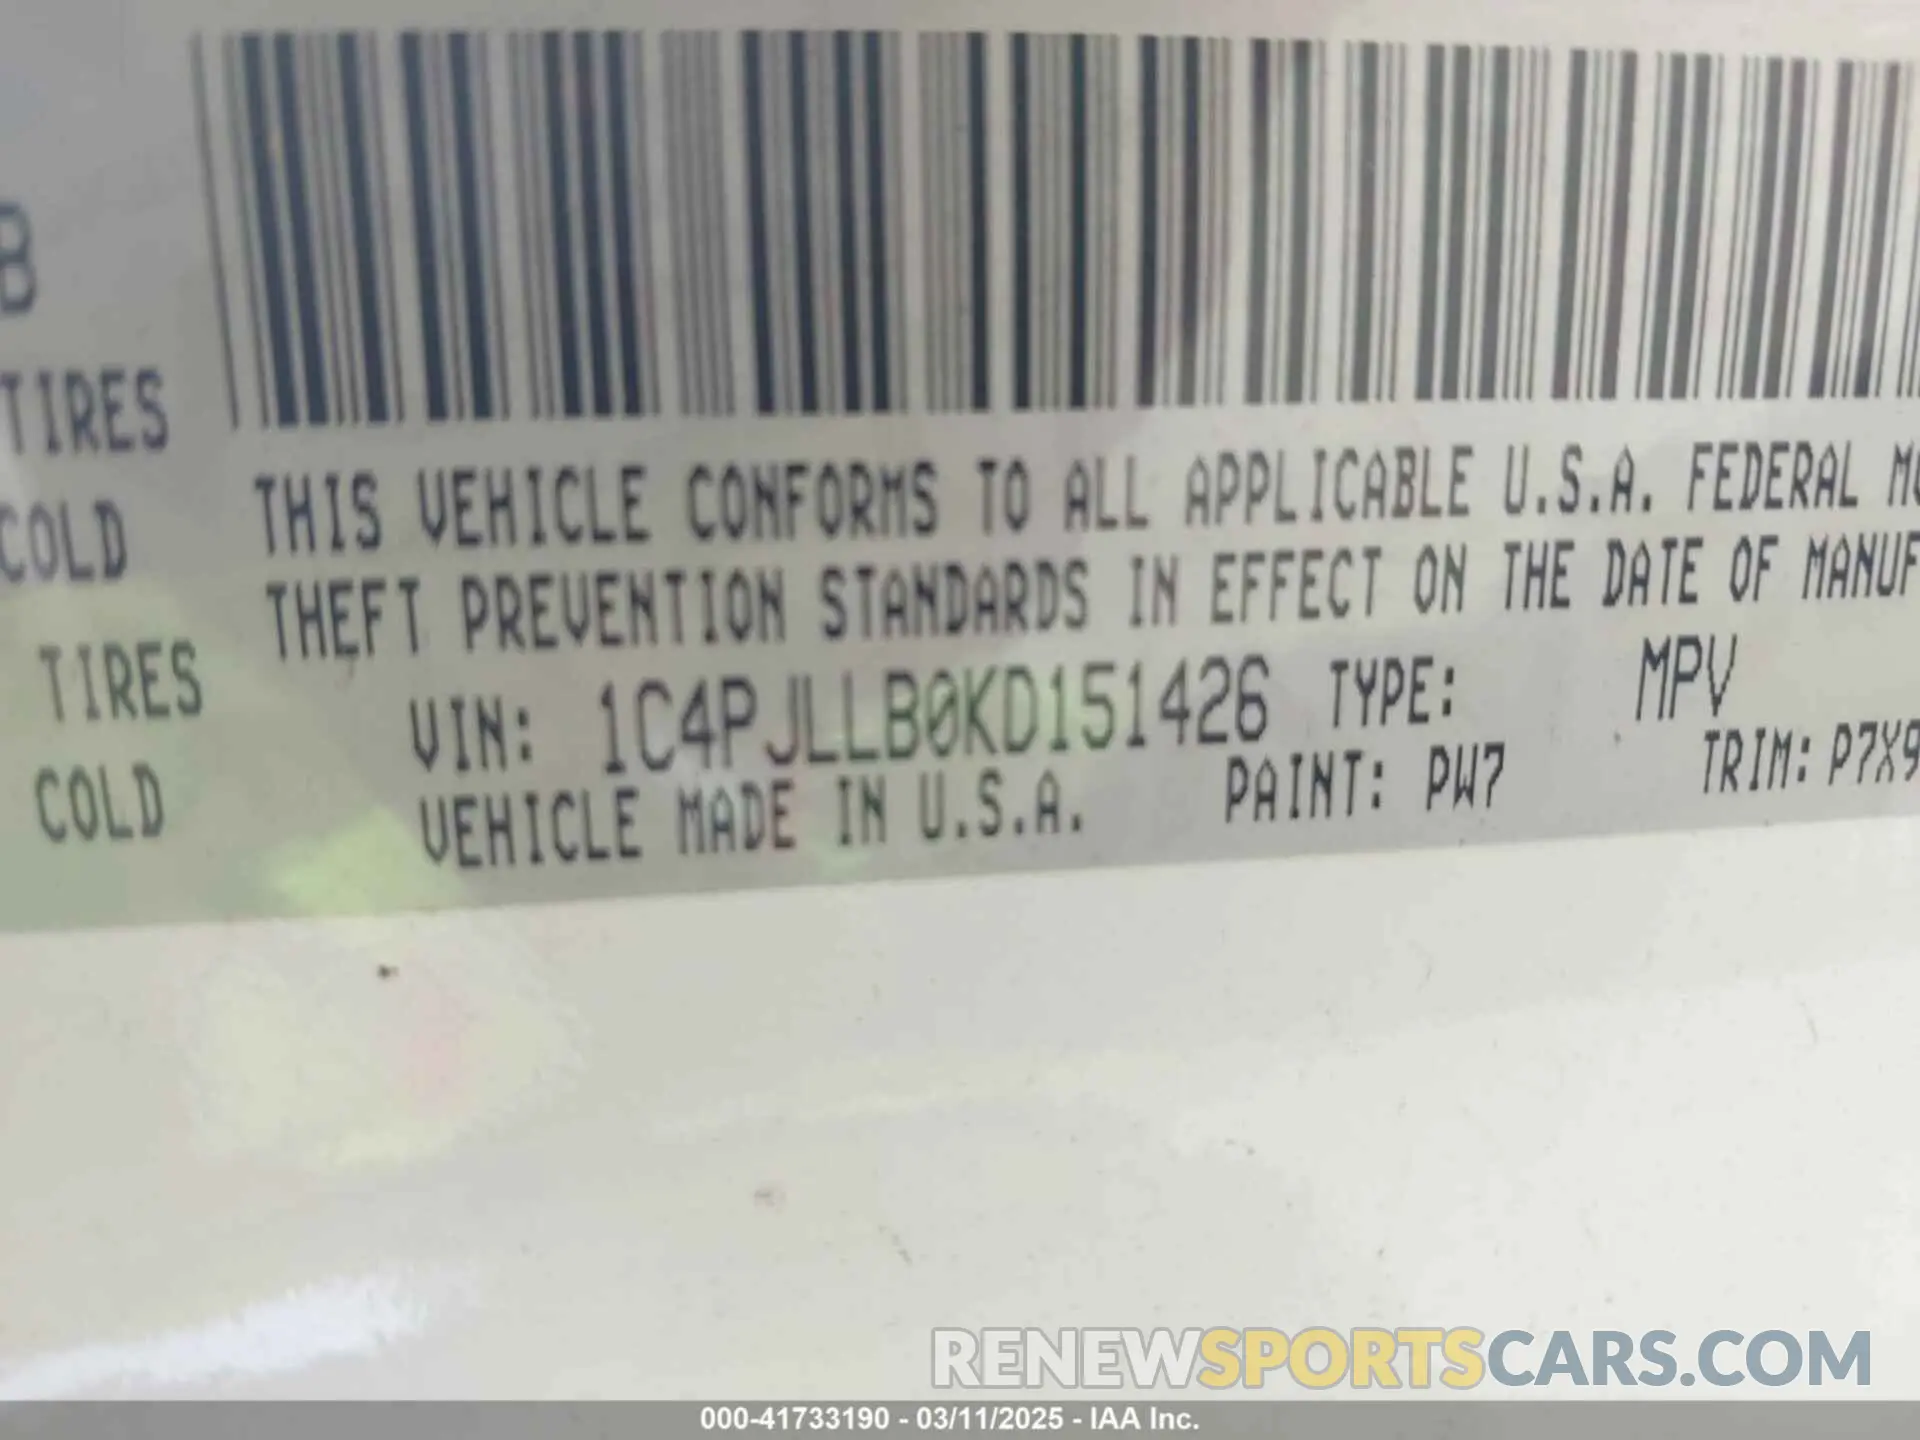 B
TIRES
COLD
TIRES
COLD
THIS VEHICLE CONFORMS TO ALL APPLICABLE U.S.A. FEDERAL
THEFT PREVENTION STANDARDS IN EFFECT ON THE DATE OF MANUF
VIN: 1C4PJLLB0KD151426 TYPE: MPV
VEHICLE MADE IN U.S.A. PAINT: PW7 TRIM: P7X9
RENEWSPORTSCARS.COM
000-41733190 - 03/11/2025 - IAA Inc.